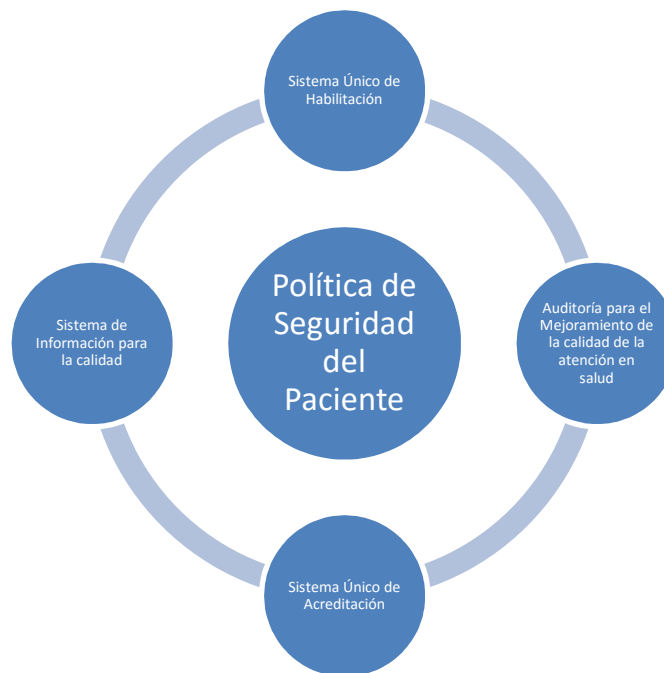 Sistema Único de
Habilitación
Política de
Seguridad
del
Paciente
Sistema de
Información para
la calidad
Auditoría para el
Mejoramiento de
la calidad de la
atención en
salud
Sistema Único de
Acreditación